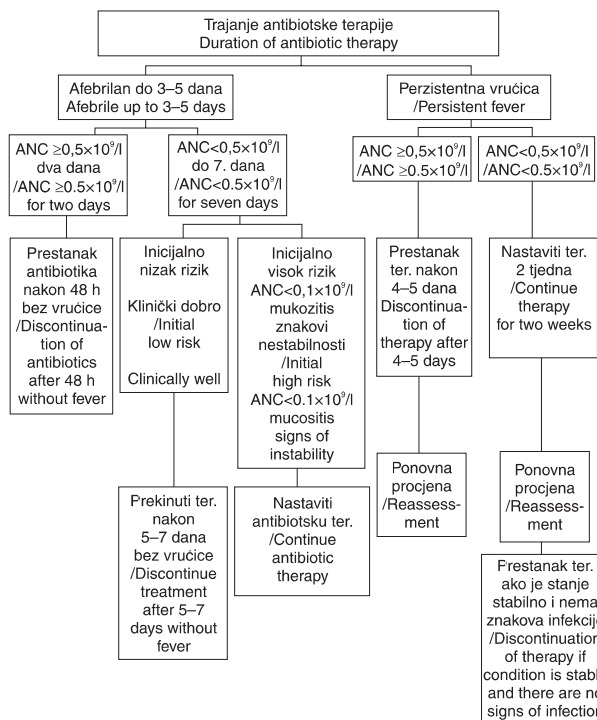 Trajanje antibiotske terapije
Duration of antibiotic therapy
Afebrilan do 3–5 dana
Afebrile up to 3–5 days
Perzistentna vrućica
/Persistent fever
ANC ≥0,5×10⁹/l
dva dana
/ANC ≥0.5×10⁹/l
for two days
ANC<0,5×10⁹/l
do 7. dana
/ANC<0.5×10⁹/l
for seven days
ANC ≥0,5×10⁹/l
/ANC ≥0.5×10⁹/l
ANC<0,5×10⁹/l
/ANC<0.5×10⁹/l
Prestanak
antibiotika
nakon 48 h
bez vrućice
/Discontinua-
tion of
antibiotics
after 48 h
without fever
Inicijalno
nizak rizik
Klinički dobro
/Initial
low risk
Clinically well
Inicijalno
visok rizik
ANC<0,1×10⁹/l
mukozitis
znakovi
nestabilnosti
/Initial
high risk
ANC<0.1×10⁹/l
mucositis
signs of
instability
Prestanak
ter. nakon
4–5 dana
Discontinua-
tion of
therapy after
4–5 days
Nastaviti ter.
2 tjedna
/Continue
therapy
for two weeks
Prekinuti ter.
nakon
5–7 dana
bez vrućice
/Discontinue
treatment
after 5–7
days without
fever
Nastaviti
antibiotsku ter.
/Continue
antibiotic
therapy
Ponovna
procjena
/Reassess-
ment
Ponovna
procjena
/Reassess-
ment
Prestanak ter.
ako je stanje
stabilno i nema
znakova
/Discontinuation
of therapy if
condition is
and there are no
signs of infection